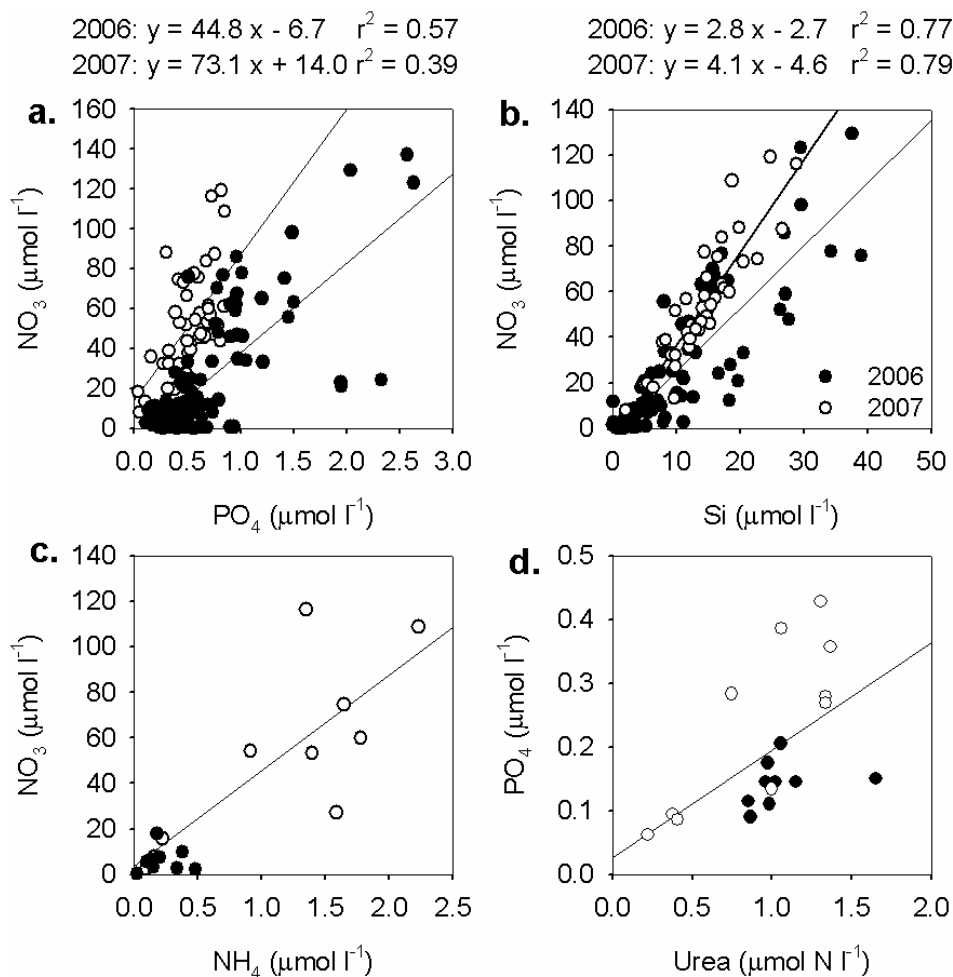 2006: y = 44.8 x - 6.7 r² = 0.57
2007: y = 73.1 x + 14.0 r² = 0.39
2006: y = 2.8 x - 2.7 r² = 0.77
2007: y = 4.1 x - 4.6 r² = 0.79
a.
160
140
120
100
80
60
40
20
0
NO₃ (μmol l⁻¹)
0.0 0.5 1.0 1.5 2.0 2.5 3.0
PO₄ (μmol l⁻¹)
b.
140
120
100
80
60
40
20
0
NO₃ (μmol l⁻¹)
2006
2007
0 10 20 30 40 50
Si (μmol l⁻¹)
c.
140
120
100
80
60
40
20
0
NO₃ (μmol l⁻¹)
0.0 0.5 1.0 1.5 2.0 2.5
NH₄ (μmol l⁻¹)
d.
0.5
0.4
0.3
0.2
0.1
0.0
PO₄ (μmol l⁻¹)
0.0 0.5 1.0 1.5 2.0
Urea (μmol N l⁻¹)